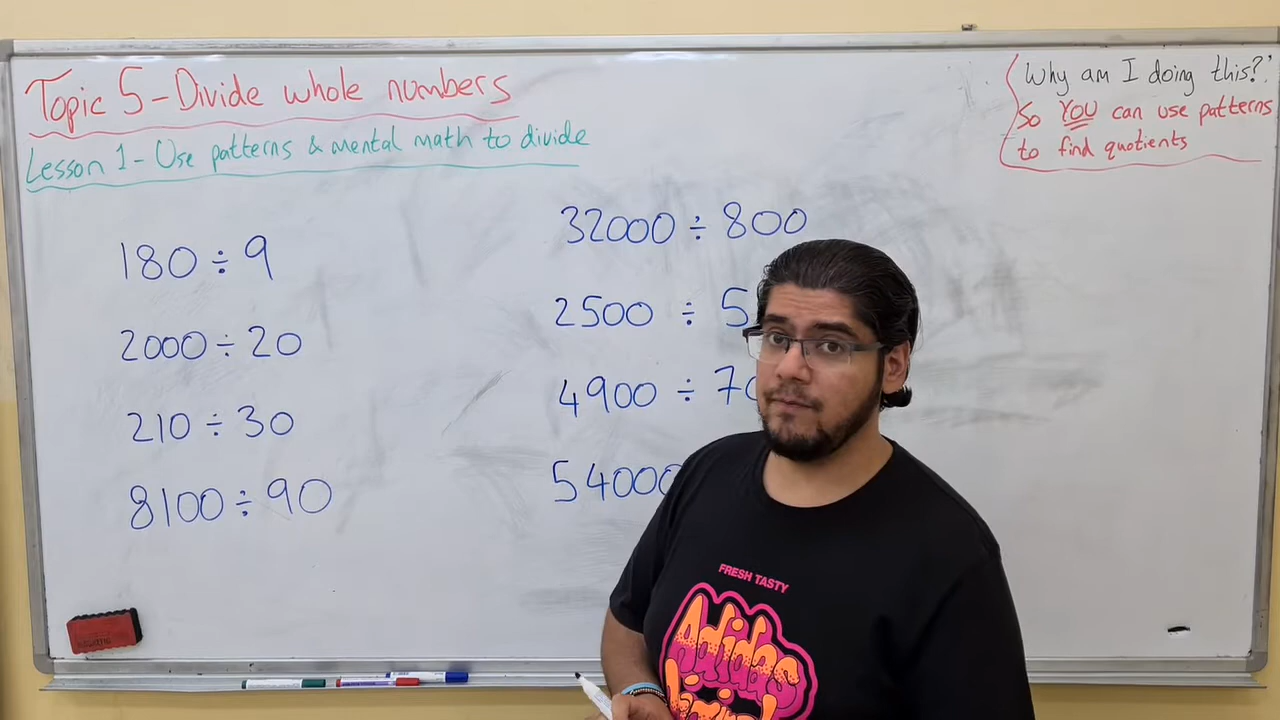 Topic 5 - Divide whole numbers
Lesson 1 - Use patterns & mental math to divide
Why am I doing this?
So YOU can use patterns
to find quotients
180 ÷ 9
2000 ÷ 20
210 ÷ 30
8100 ÷ 90
32000 ÷ 800
2500 ÷ 5
4900 ÷ 70
54000
FRESH TASTY
Adidas